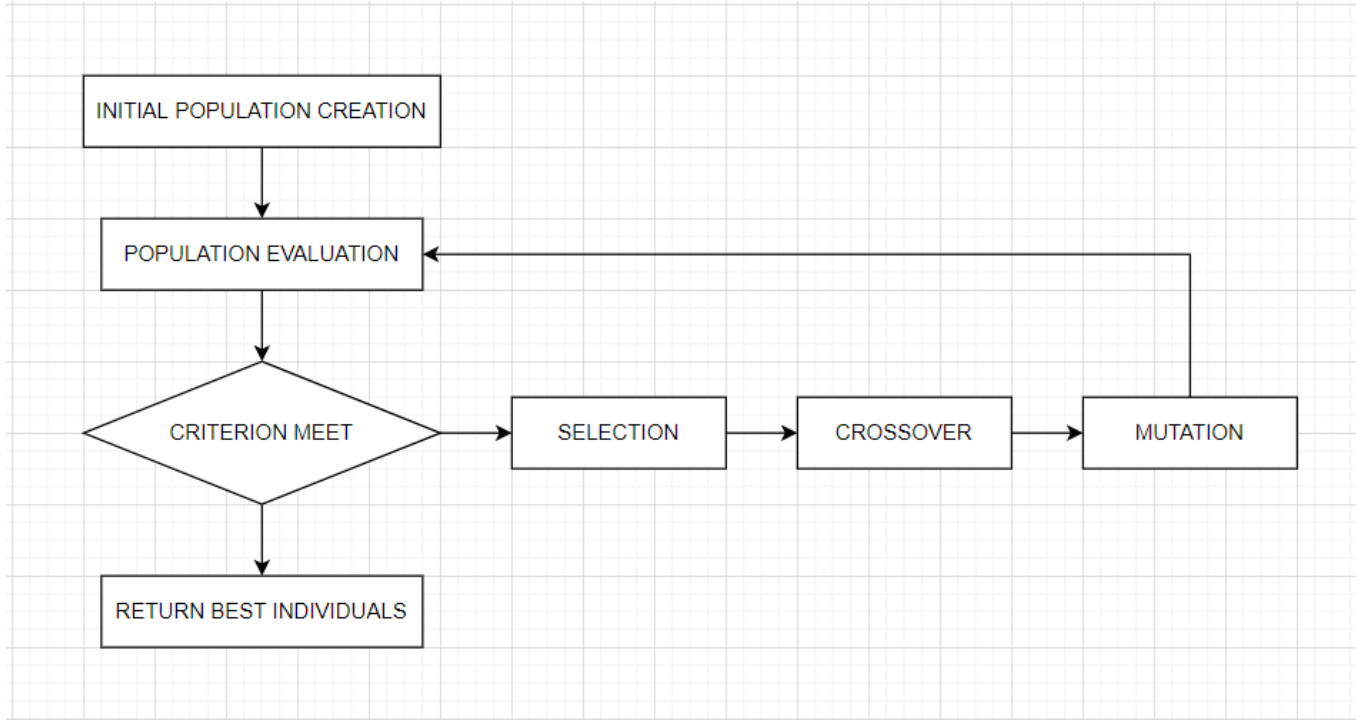 INITIAL POPULATION CREATION
POPULATION EVALUATION
CRITERION MEET
SELECTION
CROSSOVER
MUTATION
RETURN BEST INDIVIDUALS